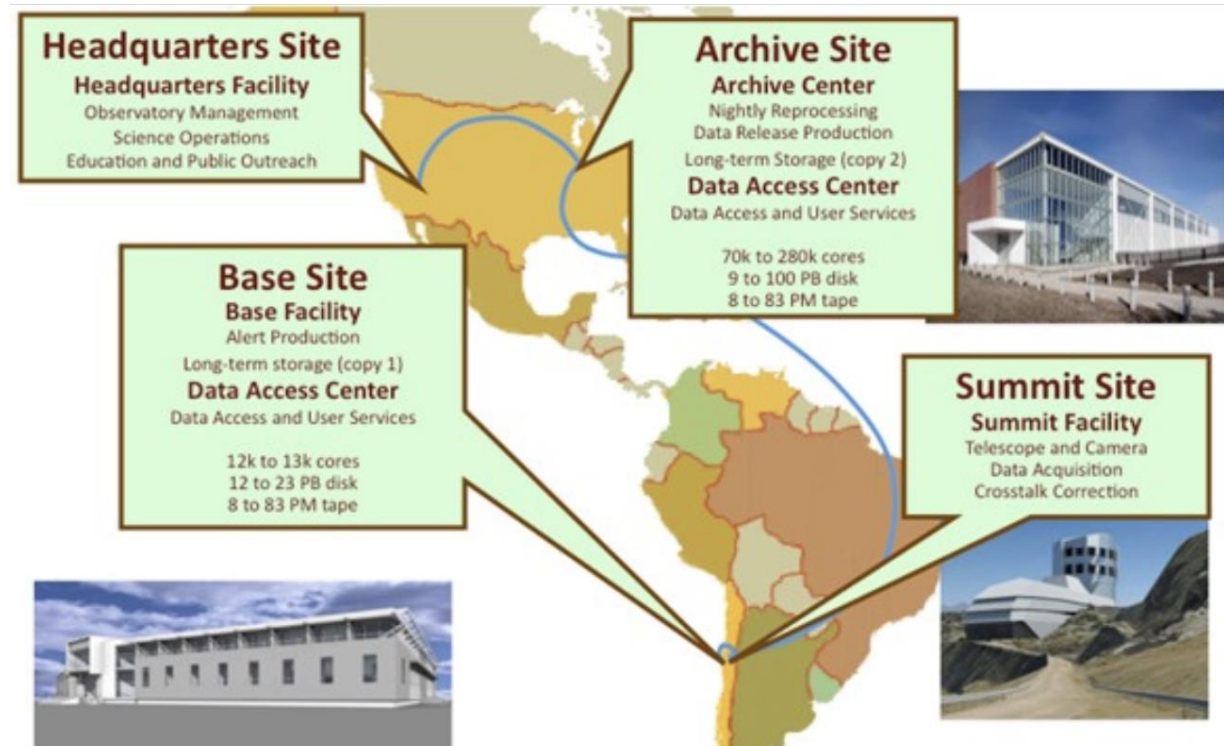 Headquarters Site
Headquarters Facility
Observatory Management
Science Operations
Education and Public Outreach
Archive Site
Archive Center
Nightly Reprocessing
Data Release Production
Long-term Storage (copy 2)
Data Access Center
Data Access and User Services
70k to 280k cores
9 to 100 PB disk
8 to 83 PM tape
Base Site
Base Facility
Alert Production
Long-term storage (copy 1)
Data Access Center
Data Access and User Services
12k to 13k cores
12 to 23 PB disk
8 to 83 PM tape
Summit Site
Summit Facility
Telescope and Camera
Data Acquisition
Crosstalk Correction